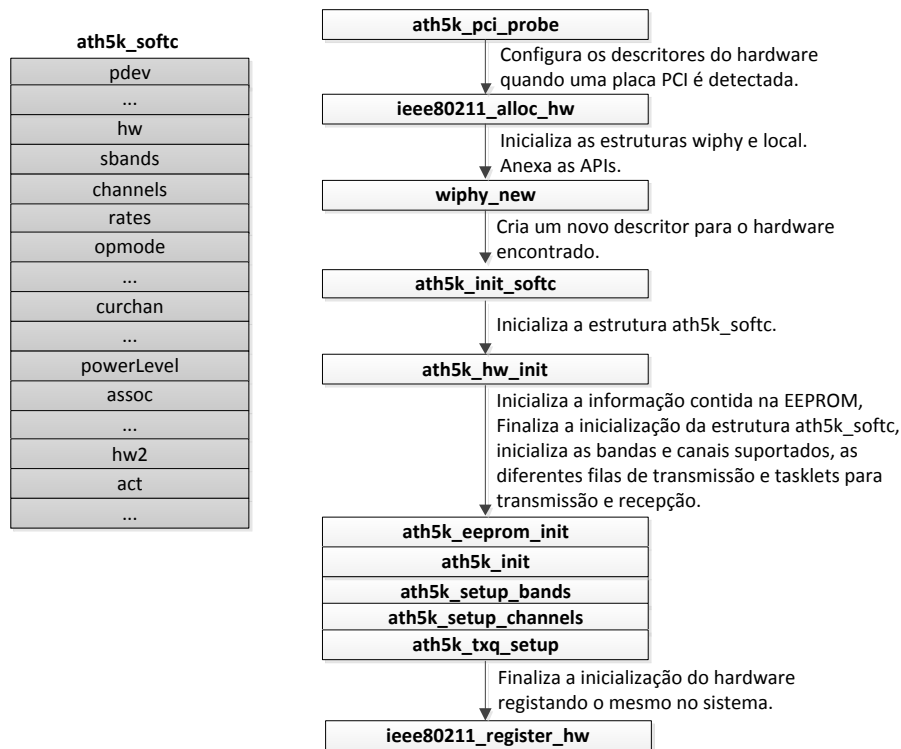 ath5k_softc
pdev
...
hw
sbands
channels
rates
opmode
...
curchan
...
powerLevel
assoc
...
hw2
act
...
ath5k_pci_probe
Configura os descritores do hardware
quando uma placa PCI é detectada.
ieee80211_alloc_hw
Inicializa as estruturas wiphy e local.
Anexa as APIs.
wiphy_new
Cria um novo descritor para o hardware
encontrado.
ath5k_init_softc
Inicializa a estrutura ath5k_softc.
ath5k_hw_init
Inicializa a informação contida na EEPROM,
Finaliza a inicialização da estrutura ath5k_softc,
inicializa as bandas e canais suportados, as
diferentes filas de transmissão e tasklets para
transmissão e recepção.
ath5k_eeprom_init
ath5k_init
ath5k_setup_bands
ath5k_setup_channels
ath5k_txq_setup
Finaliza a inicialização do hardware
registando o mesmo no sistema.
ieee80211_register_hw